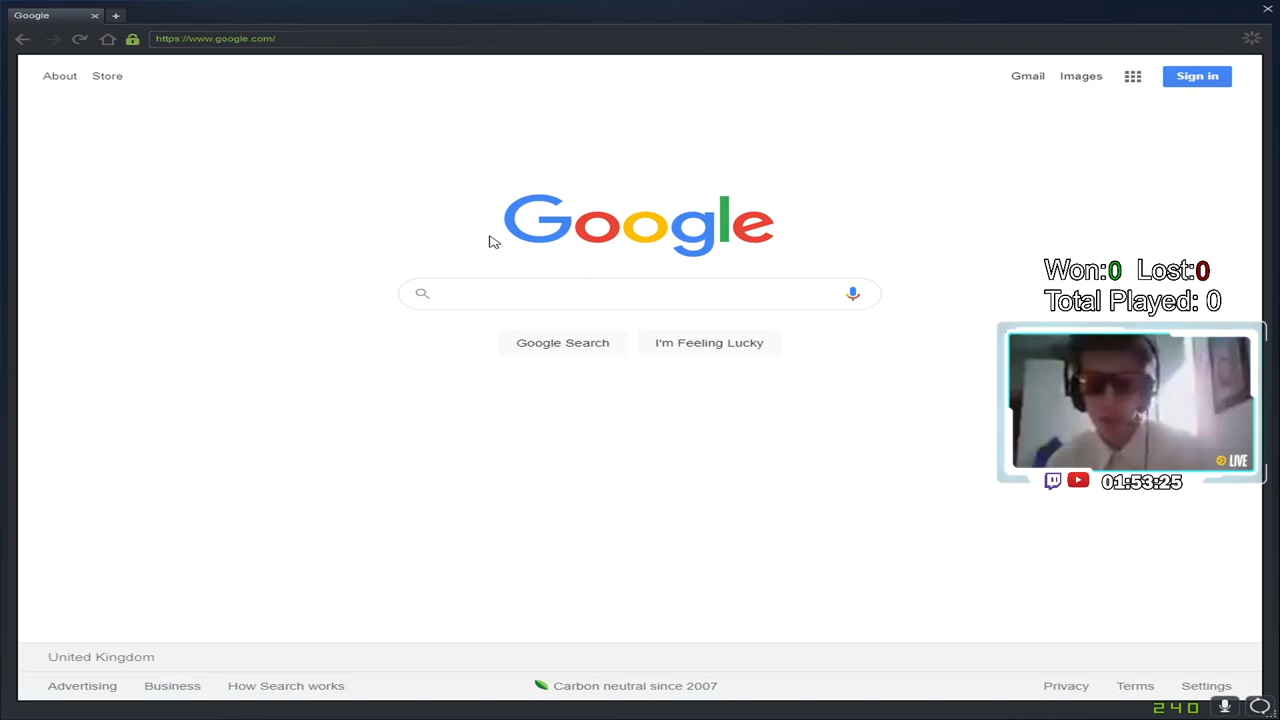 Google
https://www.google.com/
About Store
Gmail Images Sign in
Google
Won:0 Lost:0
Total Played: 0
Google Search I'm Feeling Lucky
LIVE
01:53:25
United Kingdom
Advertising Business How Search works Carbon neutral since 2007 Privacy Terms Settings
240